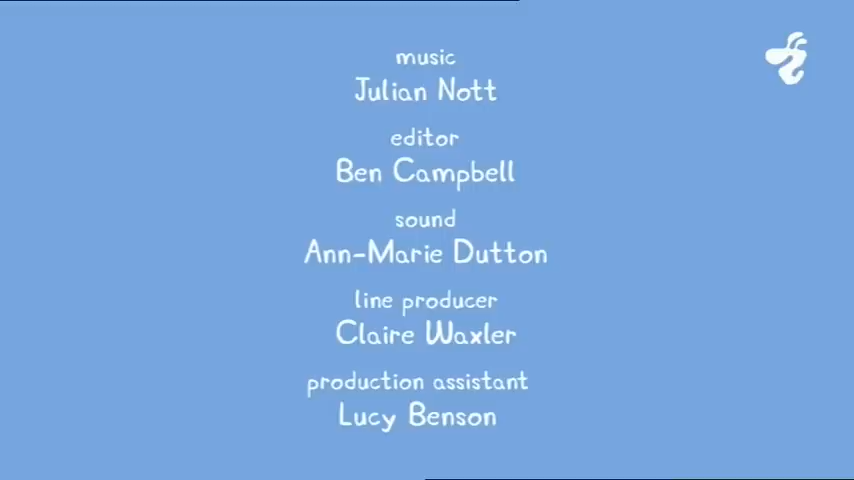 music
Julian Nott
editor
Ben Campbell
sound
Ann-Marie Dutton
line producer
Claire Waxler
production assistant
Lucy Benson